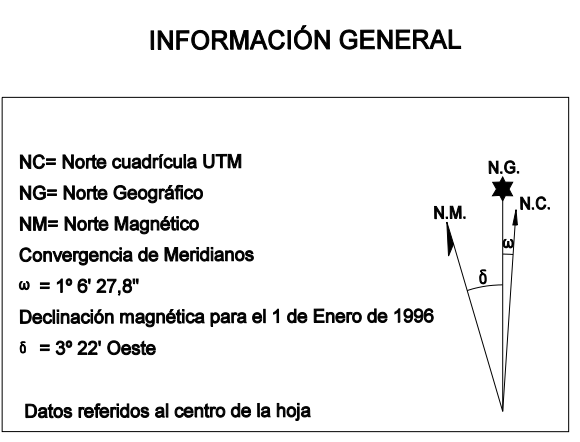 INFORMACIÓN GENERAL
NC= Norte cuadrícula UTM
NG= Norte Geográfico
NM= Norte Magnético
Convergencia de Meridianos
ω = 1º 6' 27,8"
Declinación magnética para el 1 de Enero de 1996
δ = 3º 22' Oeste
Datos referidos al centro de la hoja
N.G.
N.C.
N.M.
ω
δ